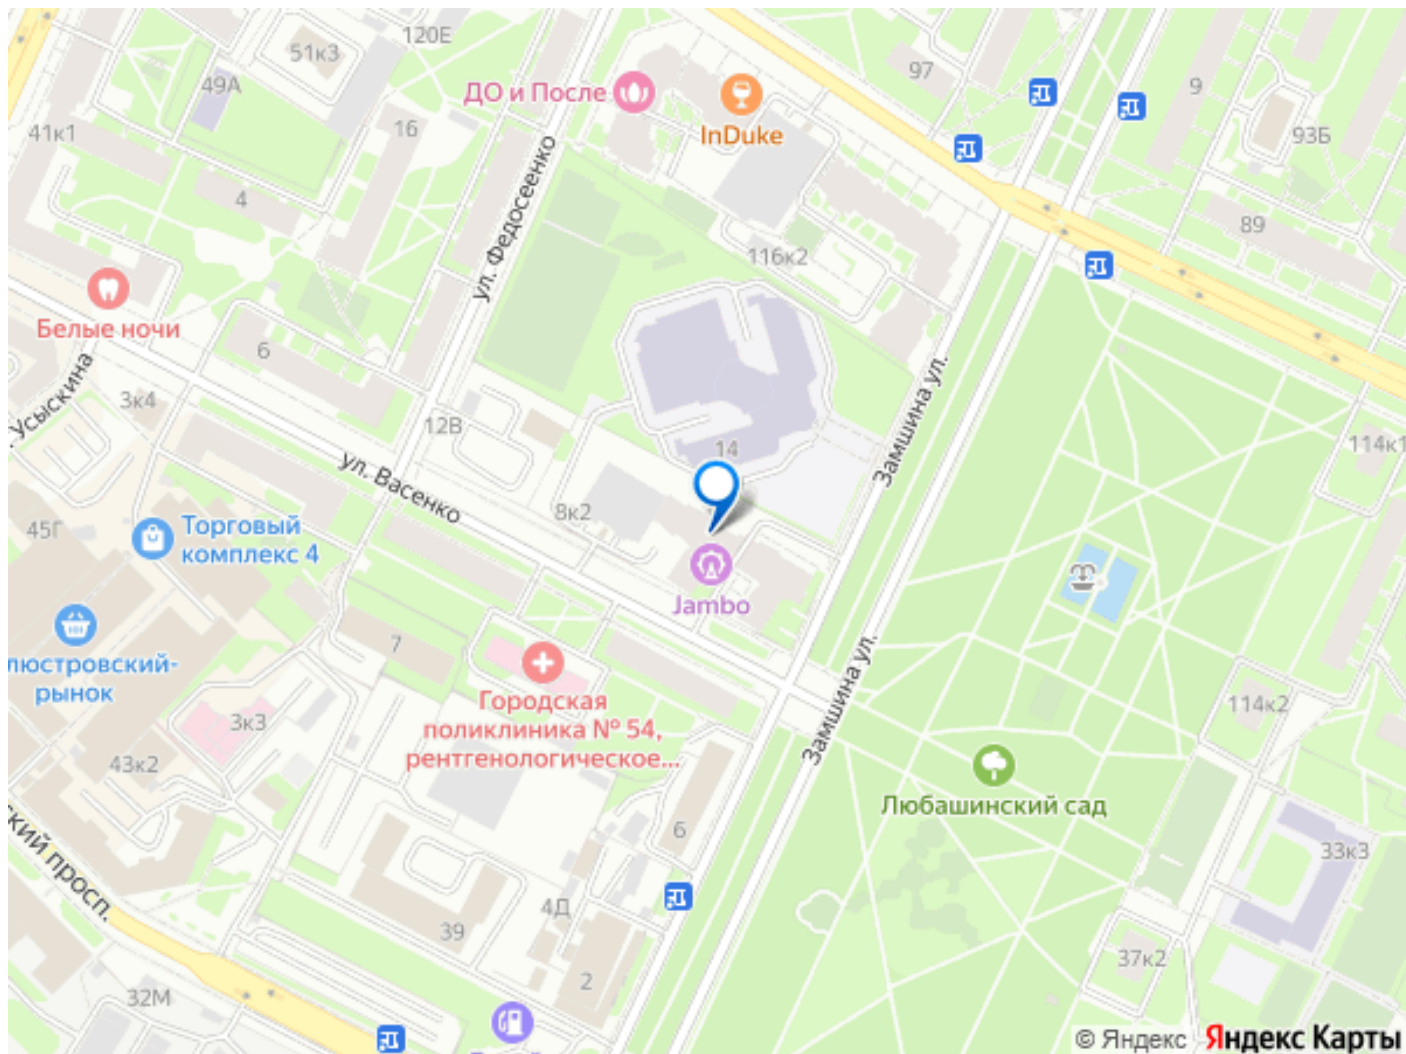 120Е
51к3
49А
41к1
16
4
ДО и После
InDuke
97
9
93Б
89
116к2
ул. Федосеенко
Белые ночи
6
3к4
12В
ул. Васенко
14
Замшина ул.
114к1
45Г
Торговый
комплекс 4
8к2
Jambo
7
Городская
поликлиника № 54,
рентгенологическое...
3к3
43к2
Замшина ул.
114к2
Любашинский сад
6
33к3
39
4Д
2
37к2
32М
рынок
© Яндекс
Яндекс Карты